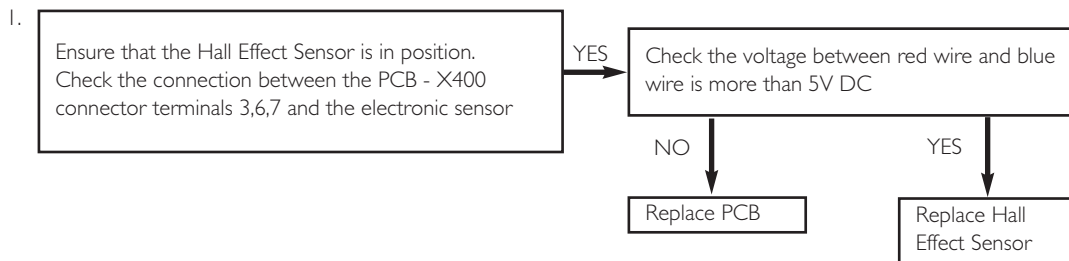 1.
Ensure that the Hall Effect Sensor is in position.
Check the connection between the PCB - X400
connector terminals 3,6,7 and the electronic sensor
YES
Check the voltage between red wire and blue
wire is more than 5V DC
NO
YES
Replace PCB
Replace Hall
Effect Sensor